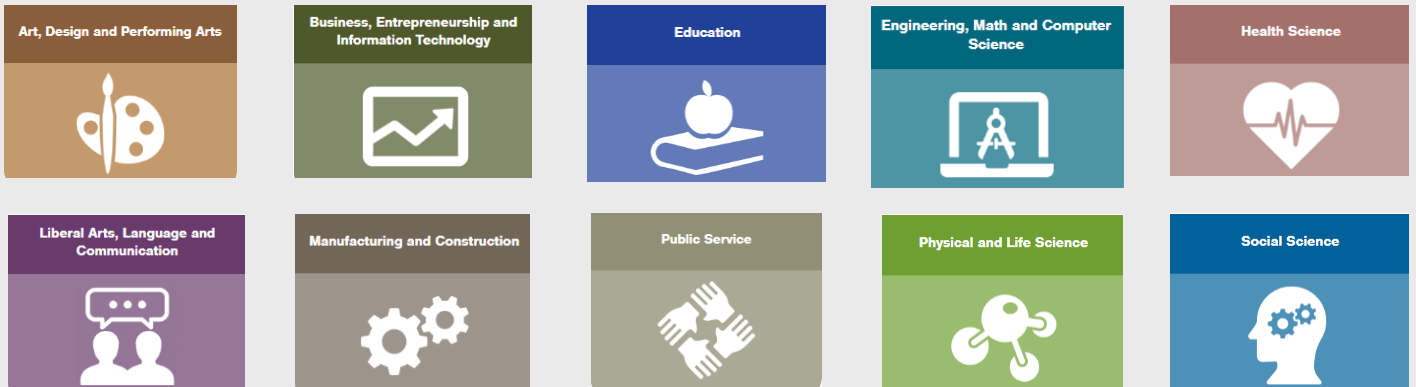 Art, Design and Performing Arts
Business, Entrepreneurship and
Information Technology
Education
Engineering, Math and Computer
Science
Health Science
Liberal Arts, Language and
Communication
Manufacturing and Construction
Public Service
Physical and Life Science
Social Science